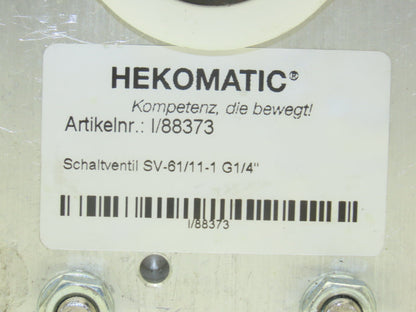 HEKOMATIC®
Kompetenz, die bewegt!
Artikelnr.: I/88373
Schaltventil SV-61/11-1 G1/4"
I/88373